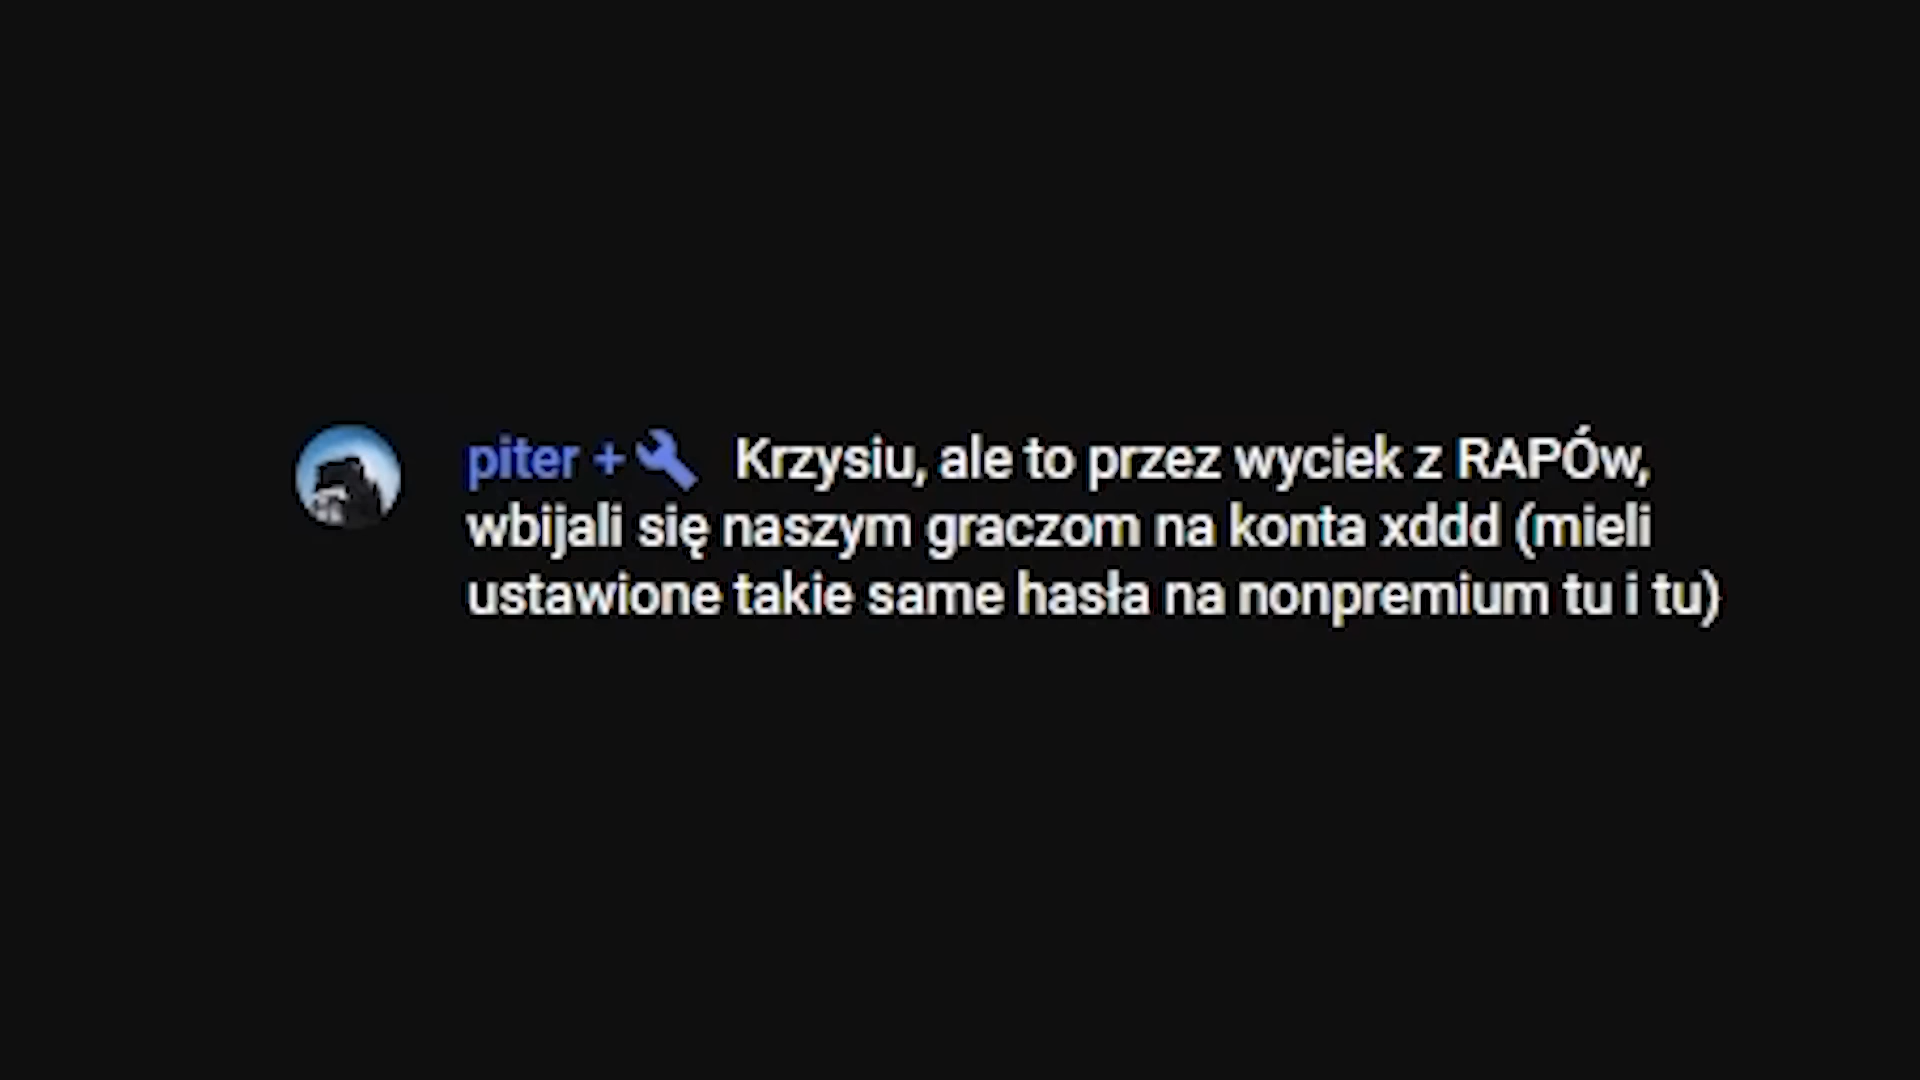 piter + Krzysiu, ale to przez wyciek z RAPÓw,
wbijali się naszym graczom na konta xddd (mieli
ustawione takie same hasła na nonpremium tu i tu)